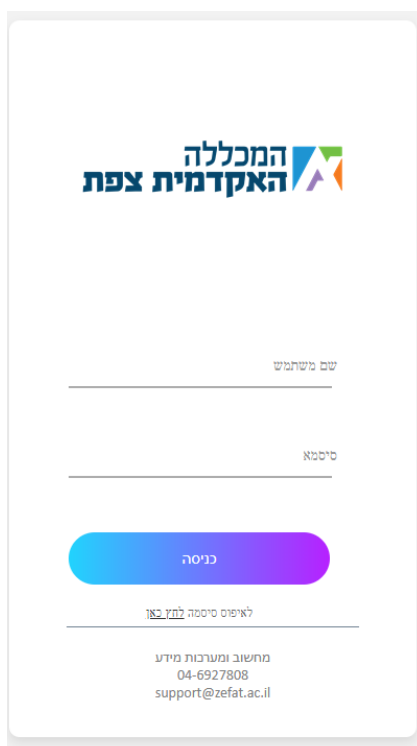 המכללה
האקדמית צפת
שם משתמש
סיסמא
כניסה
לאיפוס סיסמה לחץ כאן
מחשוב ומערכות מידע
04-6927808
support@zefat.ac.il